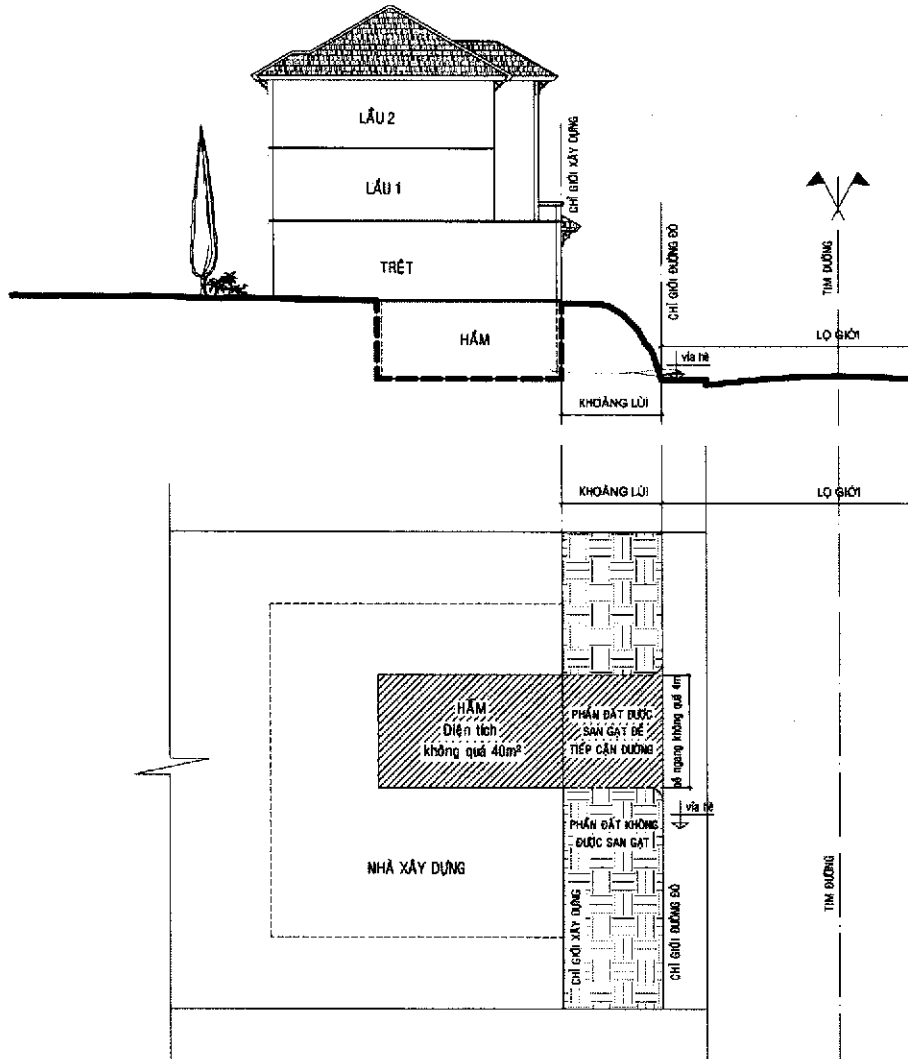 LẦU 2
LẦU 1
TRỆT
HẦM
CHỈ GIỚI XÂY DỰNG
CHỈ GIỚI ĐƯỜNG ĐỎ
TIM ĐƯỜNG
LỘ GIỚI
vỉa hè
KHOẢNG LÙI
KHOẢNG LÙI
LỘ GIỚI
HẦM
Diện tích
không quá 40m²
PHẦN ĐẤT ĐƯỢC
SAN GẠT ĐỂ
TIẾP CẬN ĐƯỜNG
bề ngang không quá 4m
vỉa hè
PHẦN ĐẤT KHÔNG
ĐƯỢC SAN GẠT
NHÀ XÂY DỰNG
CHỈ GIỚI XÂY DỰNG
CHỈ GIỚI ĐƯỜNG ĐỎ
TIM ĐƯỜNG